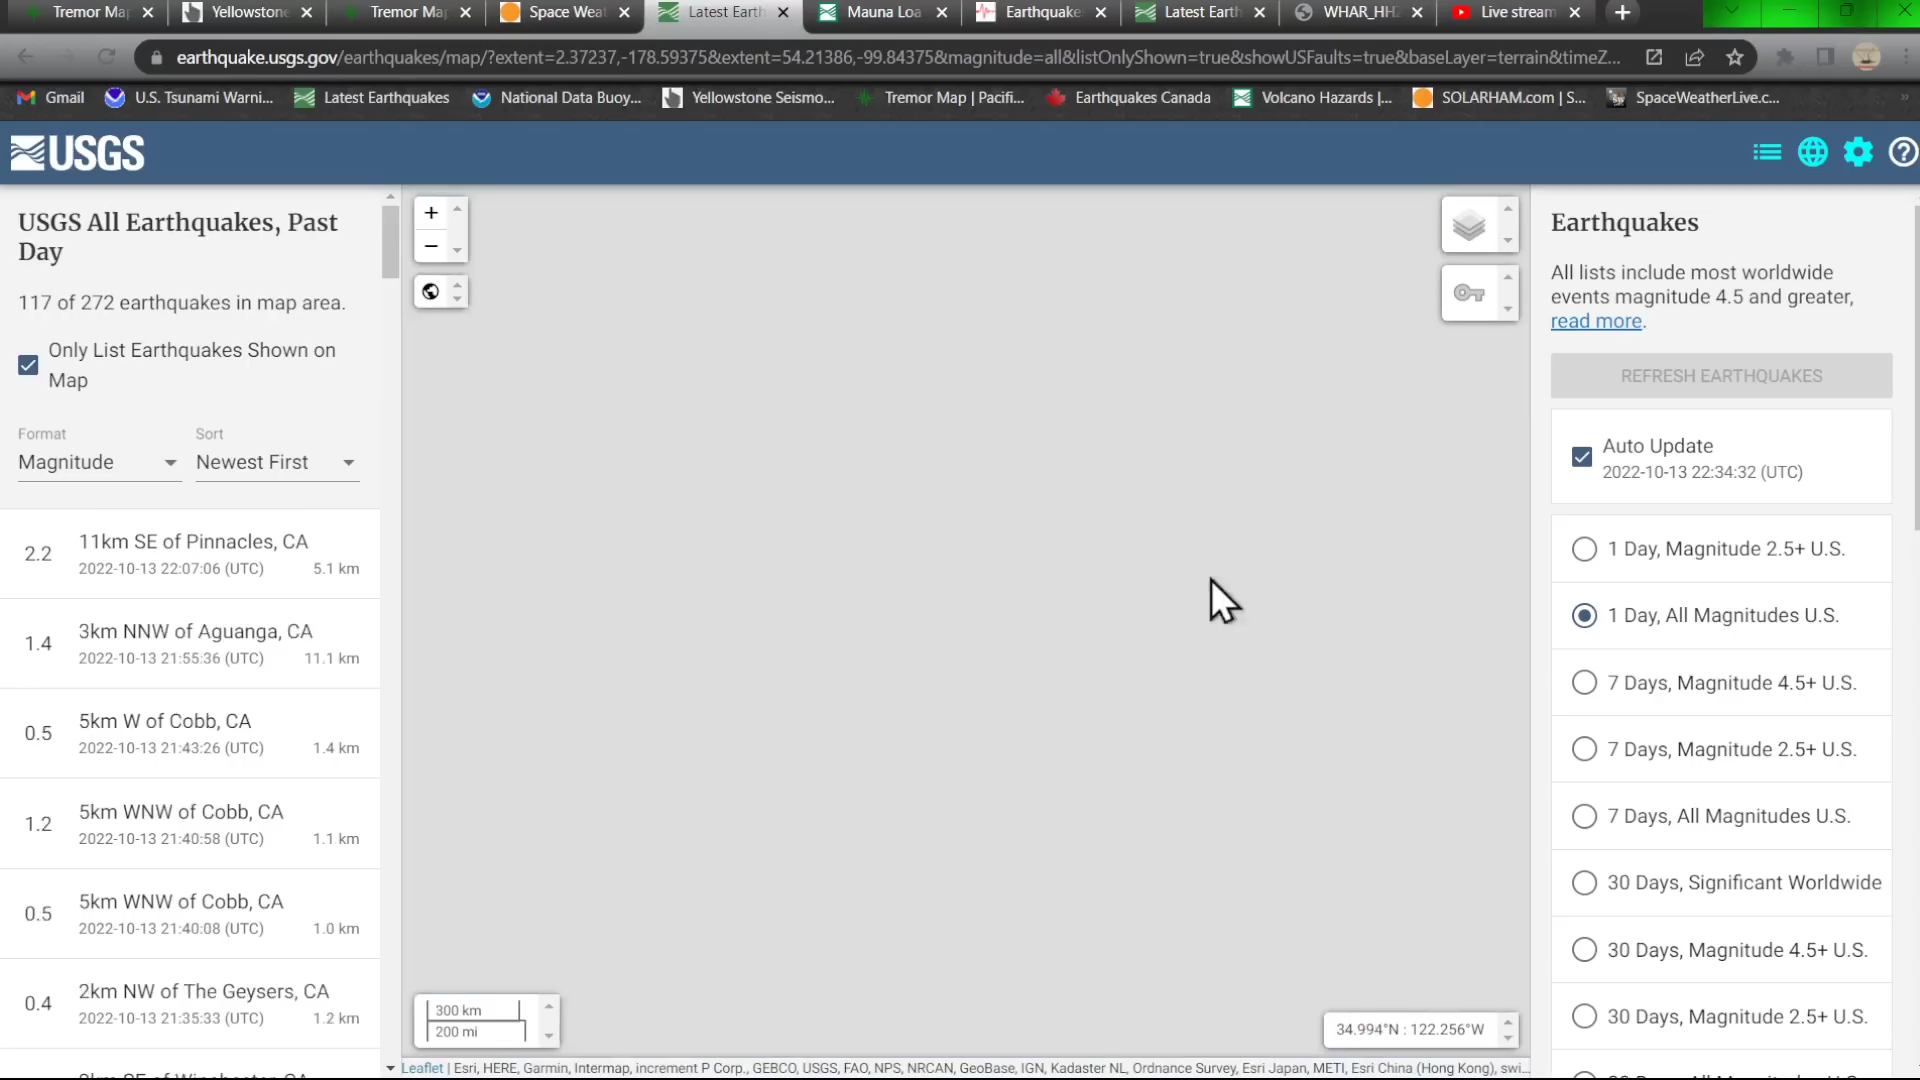 Tremor Ma
Yellowstone
Tremor Ma
Space Weat
Latest Earth
Mauna Loa
Earthquake
Latest Earth
WHAR_HH
Live stream
earthquake.usgs.gov/earthquakes/map/?extent=2.37237,-178.59375&extent=54.21386,-99.84375&magnitude=all&listOnlyShown=true&showUSFaults=true&baseLayer=terrain&timeZ...
Gmail
U.S. Tsunami Warni...
Latest Earthquakes
National Data Buoy...
Yellowstone Seismo...
Tremor Map | Pacifi...
Earthquakes Canada
Volcano Hazards |...
SOLARHAM.com | S...
SpaceWeatherLive.c...
»
USGS
USGS All Earthquakes, Past
Day
117 of 272 earthquakes in map area.
Only List Earthquakes Shown on
Map
Format
Sort
Magnitude
Newest First
2.2
11km SE of Pinnacles, CA
2022-10-13 22:07:06 (UTC)
5.1 km
1.4
3km NNW of Aguanga, CA
2022-10-13 21:55:36 (UTC)
11.1 km
0.5
5km W of Cobb, CA
2022-10-13 21:43:26 (UTC)
1.4 km
1.2
5km WNW of Cobb, CA
2022-10-13 21:40:58 (UTC)
1.1 km
0.5
5km WNW of Cobb, CA
2022-10-13 21:40:08 (UTC)
1.0 km
0.4
2km NW of The Geysers, CA
2022-10-13 21:35:33 (UTC)
1.2 km
+
−
300 km
200 mi
34.994°N : 122.256°W
Leaflet | Esri, HERE, Garmin, Intermap, increment P Corp., GEBCO, USGS, FAO, NPS, NRCAN, GeoBase, IGN, Kadaster NL, Ordnance Survey, Esri Japan, METI, Esri China (Hong Kong), swi...
Earthquakes
All lists include most worldwide
events magnitude 4.5 and greater,
read more.
REFRESH EARTHQUAKES
Auto Update
2022-10-13 22:34:32 (UTC)
1 Day, Magnitude 2.5+ U.S.
1 Day, All Magnitudes U.S.
7 Days, Magnitude 4.5+ U.S.
7 Days, Magnitude 2.5+ U.S.
7 Days, All Magnitudes U.S.
30 Days, Significant Worldwide
30 Days, Magnitude 4.5+ U.S.
30 Days, Magnitude 2.5+ U.S.